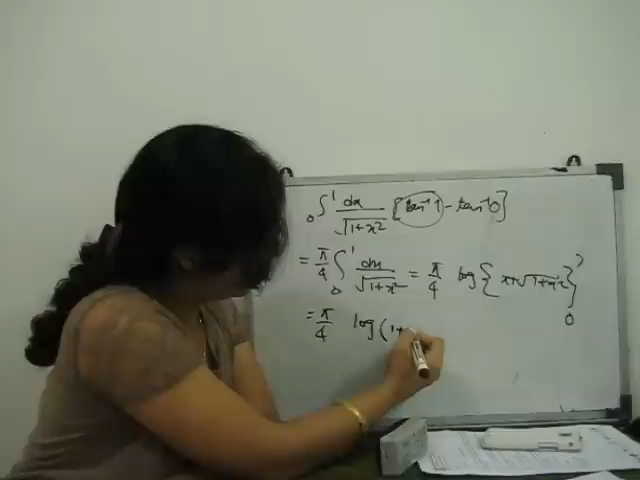 ₀∫¹ dx/√(1+x²) [tan⁻¹1 - tan⁻¹0]
= π/4 ∫₀¹ dx/√(1+x²) = π/4 log{x+√(1+x²)}₀¹
= π/4 log(1+